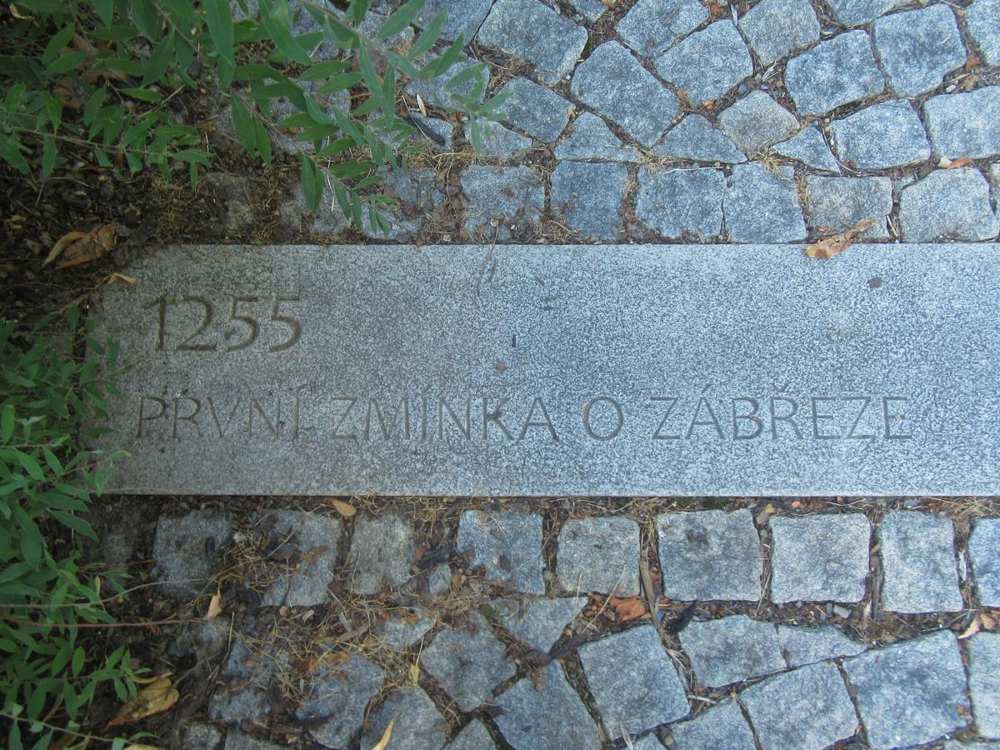 1255
PRVNÍ ZMÍNKA O ZÁBŘEZE